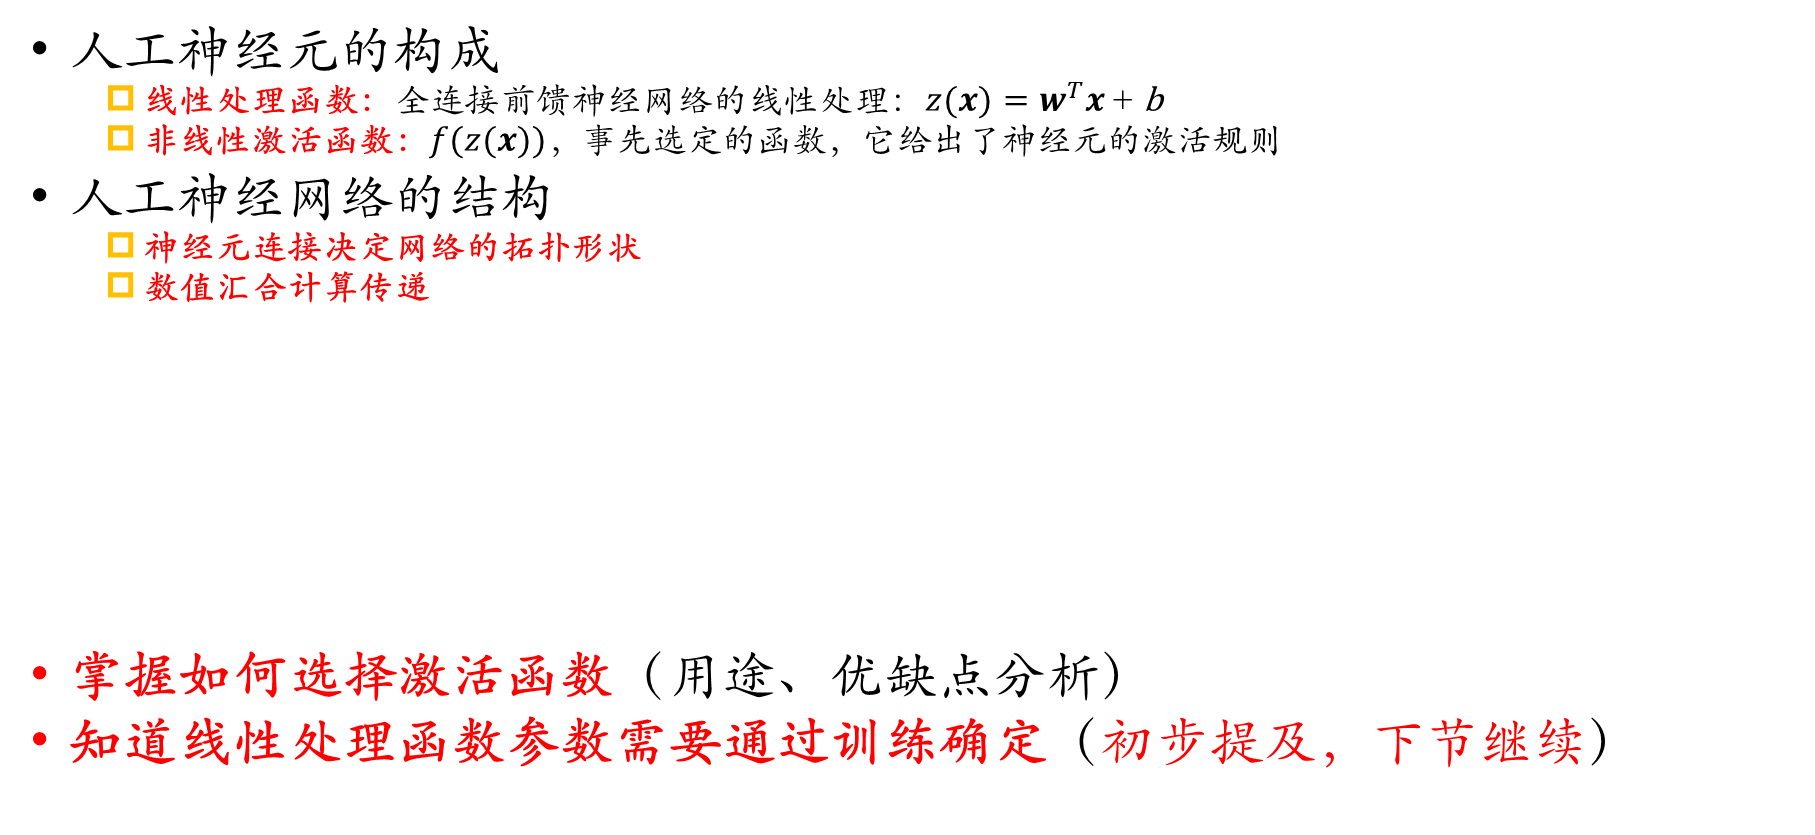 • 人工神经元的构成
线性处理函数：全连接前馈神经网络的线性处理：z(x) = wᵀx + b
非线性激活函数：f(z(x))，事先选定的函数，它给出了神经元的激活规则
• 人工神经网络的结构
神经元连接决定网络的拓扑形状
数值汇合计算传递
• 掌握如何选择激活函数（用途、优缺点分析）
• 知道线性处理函数参数需要通过训练确定（初步提及，下节继续）